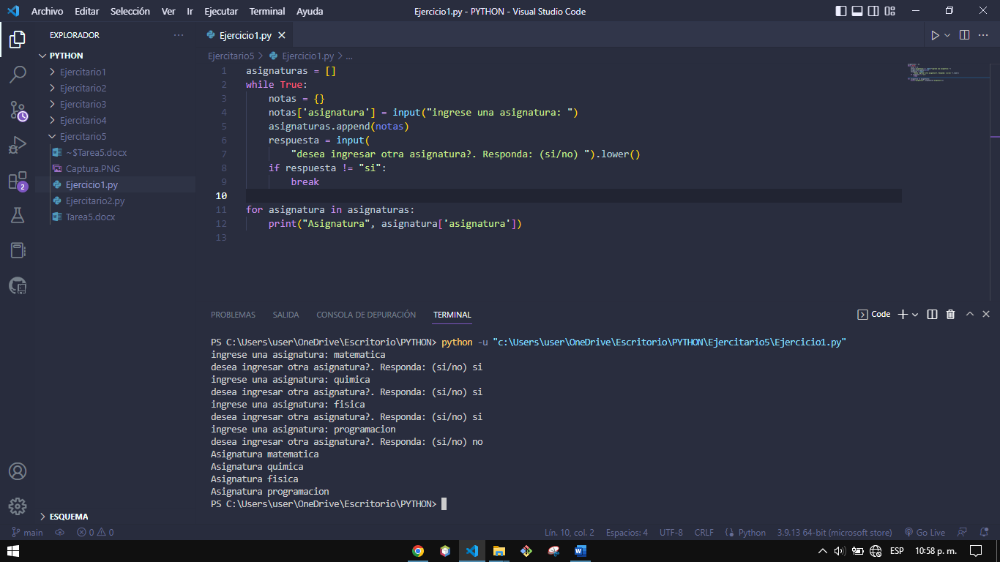 Archivo Editar Selección Ver Ir Ejecutar Terminal Ayuda
Ejercicio1.py - PYTHON - Visual Studio Code
EXPLORADOR
PYTHON
Ejercitario1
Ejercitario2
Ejercitario3
Ejercitario4
Ejercitario5
~$Tarea5.docx
Captura.PNG
Ejercicio1.py
Ejercitario2.py
Tarea5.docx
2
ESQUEMA
Ejercicio1.py
Ejercitario5 > Ejercicio1.py > ...
1 asignaturas = []
2 while True:
3 notas = {}
4 notas['asignatura'] = input("ingrese una asignatura: ")
5 asignaturas.append(notas)
6 respuesta = input(
7 "desea ingresar otra asignatura?. Responda: (si/no) ").lower()
8 if respuesta != "si":
9 break
10
11 for asignatura in asignaturas:
12 print("Asignatura", asignatura['asignatura'])
13
PROBLEMAS SALIDA CONSOLA DE DEPURACIÓN TERMINAL
Code
PS C:\Users\user\OneDrive\Escritorio\PYTHON> python -u "c:\Users\user\OneDrive\Escritorio\PYTHON\Ejercitario5\Ejercicio1.py"
ingrese una asignatura: matematica
desea ingresar otra asignatura?. Responda: (si/no) si
ingrese una asignatura: quimica
desea ingresar otra asignatura?. Responda: (si/no) si
ingrese una asignatura: fisica
desea ingresar otra asignatura?. Responda: (si/no) si
ingrese una asignatura: programacion
desea ingresar otra asignatura?. Responda: (si/no) no
Asignatura matematica
Asignatura quimica
Asignatura fisica
Asignatura programacion
PS C:\Users\user\OneDrive\Escritorio\PYTHON>
main 0 0 Lín. 10, col. 2 Espacios: 4 UTF-8 CRLF Python 3.9.13 64-bit (microsoft store) Go Live
ESP 10:58 p. m.